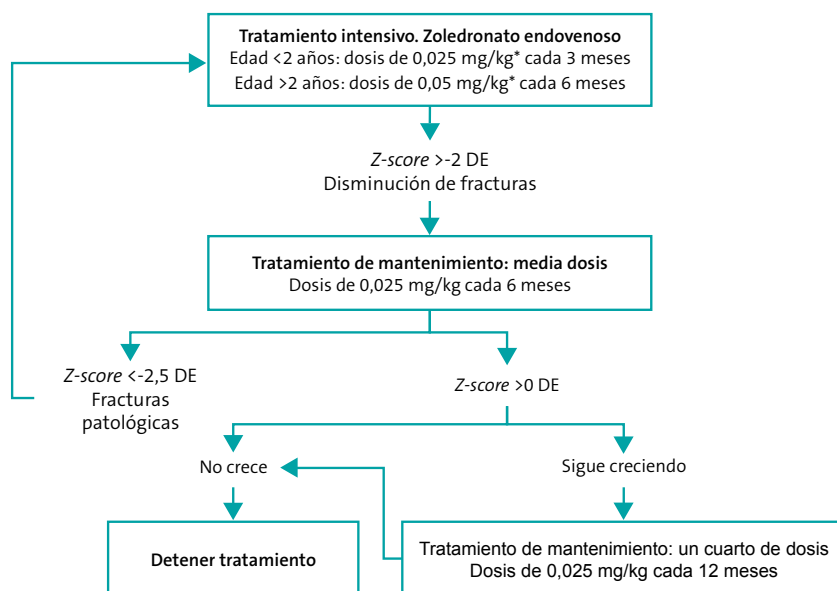 Tratamiento intensivo. Zoledronato endovenoso
Edad <2 años: dosis de 0,025 mg/kg* cada 3 meses
Edad >2 años: dosis de 0,05 mg/kg* cada 6 meses
Z-score >-2 DE
Disminución de fracturas
Tratamiento de mantenimiento: media dosis
Dosis de 0,025 mg/kg cada 6 meses
Z-score <-2,5 DE
Fracturas
patológicas
Z-score >0 DE
No crece
Sigue creciendo
Detener tratamiento
Tratamiento de mantenimiento: un cuarto de dosis
Dosis de 0,025 mg/kg cada 12 meses